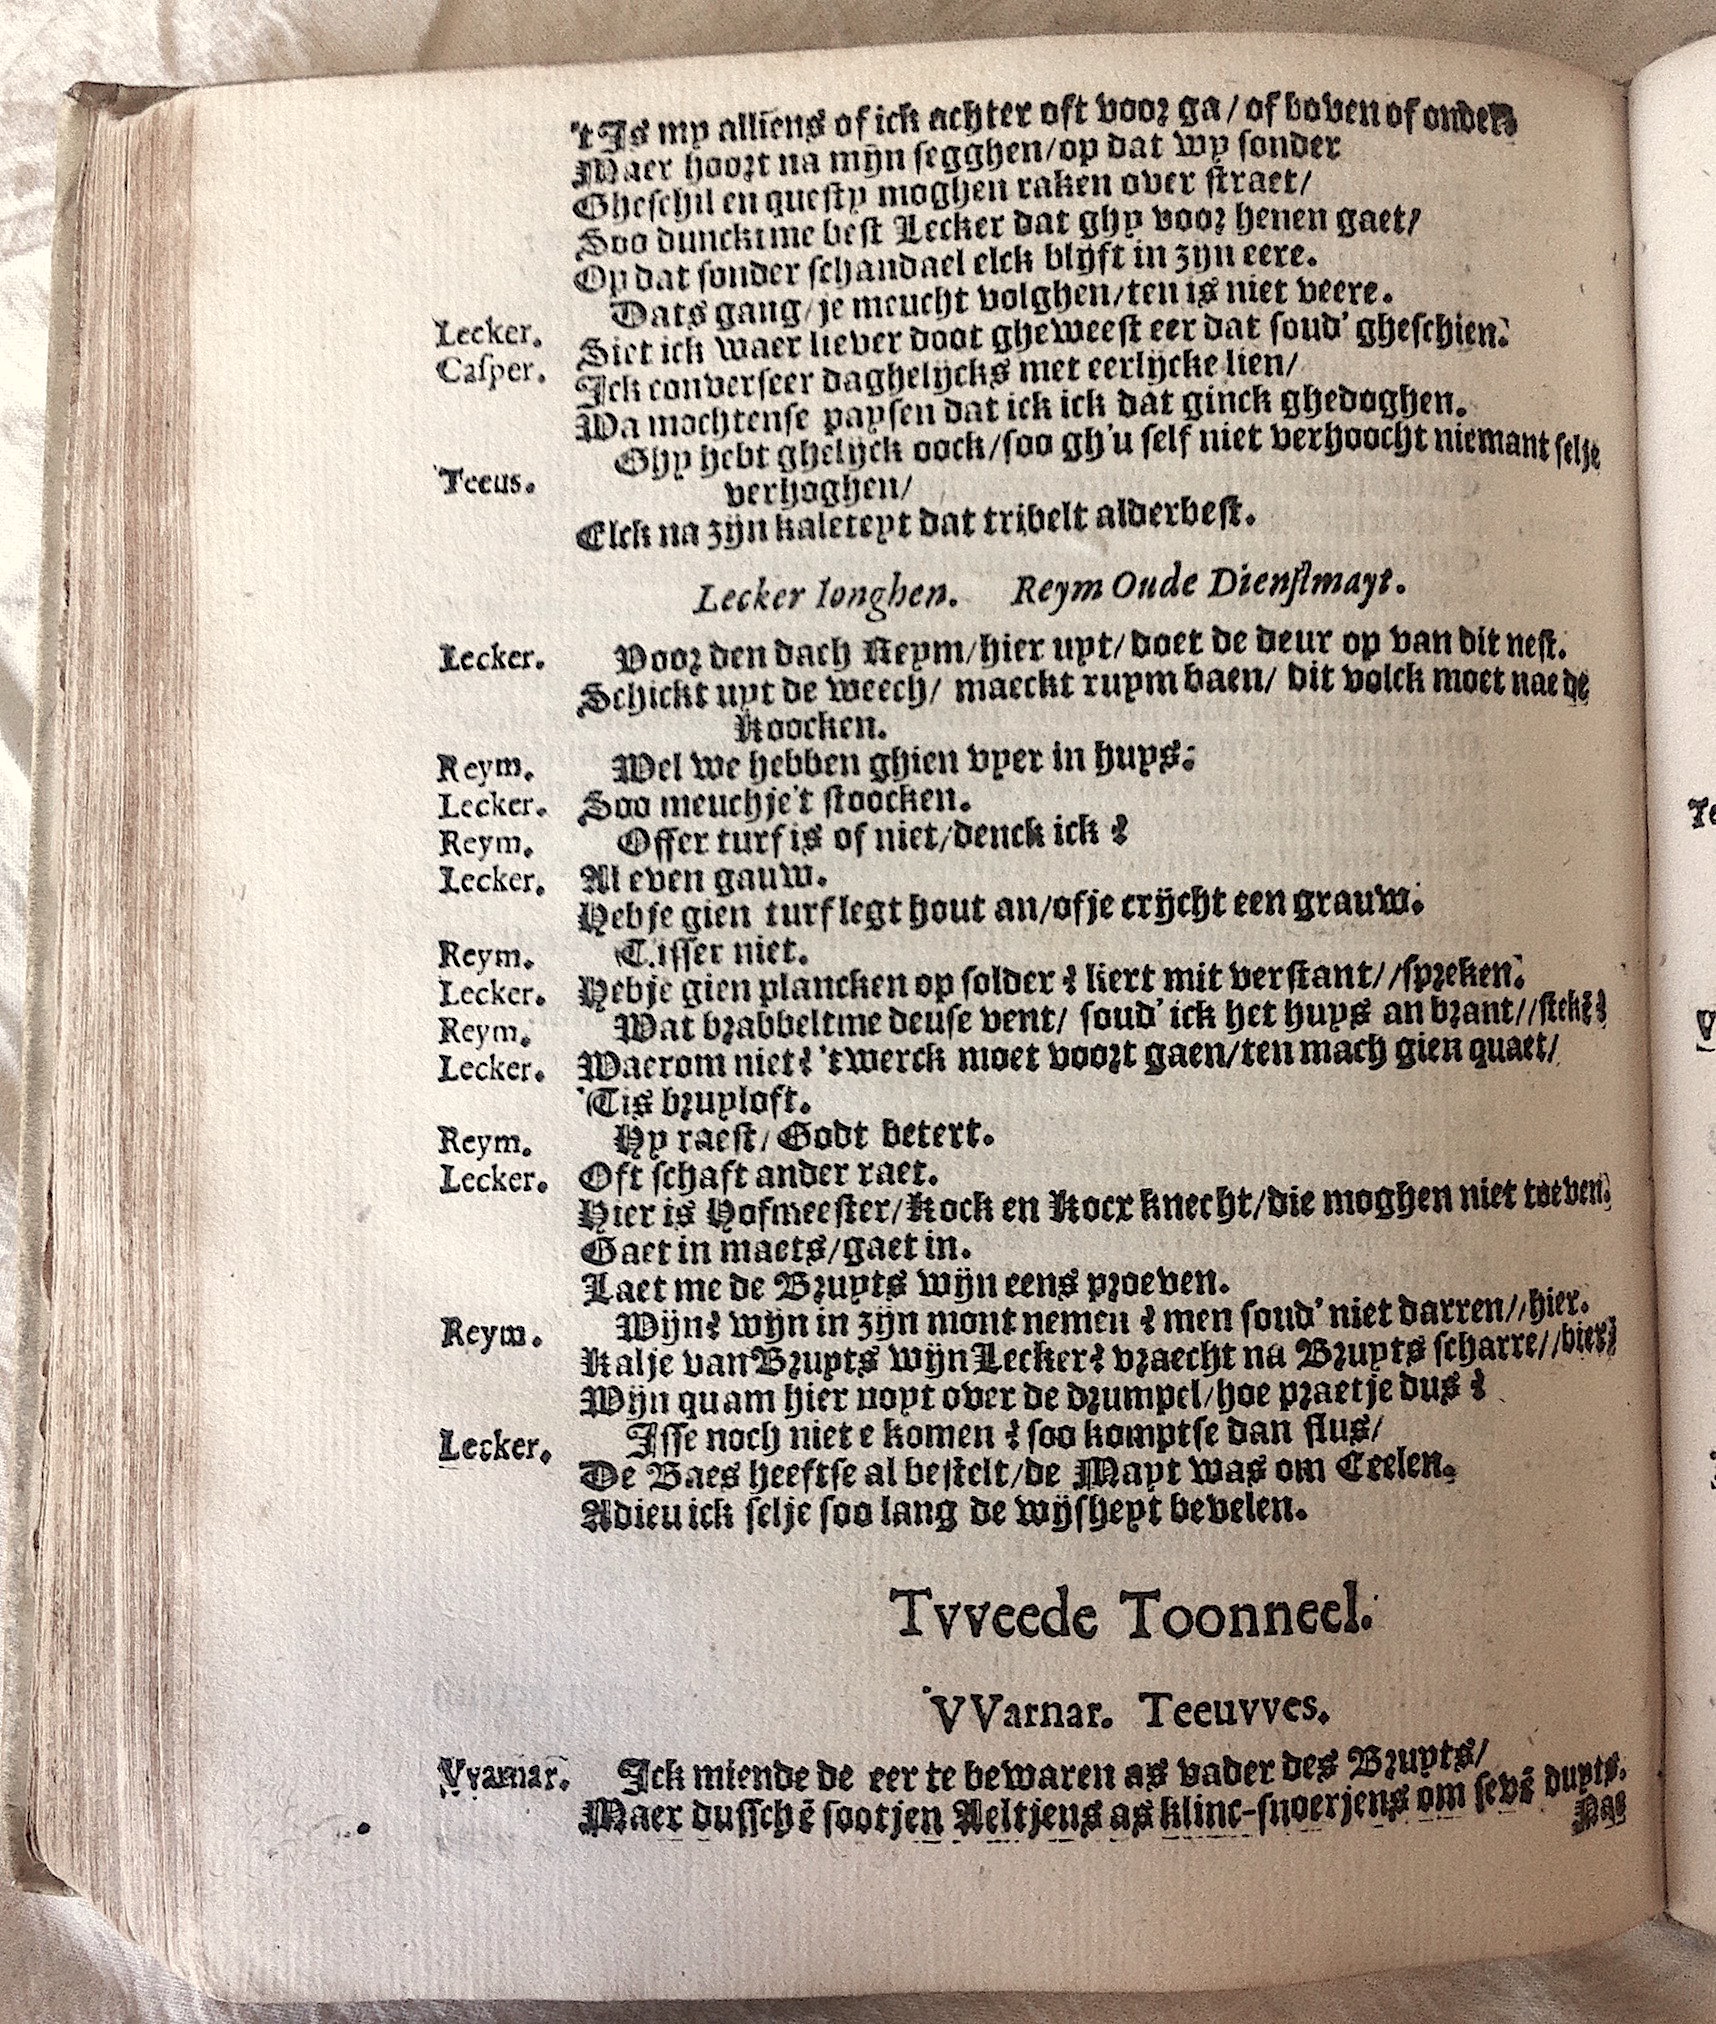 't Is my alliens of ick achter oft voor ga / of boven of onder
Maer hoort na mijn segghen / op dat wy sonder
Gheschil en questy moghen raken over straet /
Soo dunckt me best Lecker dat ghy voor henen gaet /
Op dat sonder schandael elck blijft in zijn eere.
Lecker. Dats gang / je meucht volghen / ten is niet veere.
Casper. Siet ick waer liever doot gheweest eer dat soud' gheschien.
Ick converseer daghelijcks met eerlijcke lien /
Wa mochtense paysen dat ick ick dat ginck ghedoghen.
Teeus. Ghy hebt ghelijck oock / soo gh'u self niet verhoocht niemant selje
verhoghen /
Elck na zijn kaleteyt dat tribelt alderbest.
Lecker Ionghen. Reym Oude Dienstmayt.
Lecker. Voor den dach Reym / hier uyt / doet de deur op van dit nest.
Schickt uyt de weech / maeckt ruym baen / dit volck moet nae de
Koocken.
Reym. Wel we hebben ghien vyer in huys.
Lecker. Soo meuchje't stoocken.
Reym. Offer turf is of niet / denck ick?
Lecker. Al even gauw.
Hebje gien turf legt hout an / of je crijcht een grauw.
Reym. T.isser niet.
Lecker. Hebje gien plancken op solder? liert mit verstant // spreken.
Reym. Wat brabbelt me deuse vent / soud' ick het huys an brant // stekē?
Lecker. Waerom niet? 't werck moet voort gaen / ten mach gien quaet /
'Tis bruyloft.
Reym. Hy raest / Godt betert.
Lecker. Oft schaft ander raet.
Hier is Hofmeester / Kock en Kocx knecht / die moghen niet toeven.
Gaet in maets / gaet in.
Laet me de Bruyts wijn eens proeven.
Reym. Wijn? wijn in zijn mont nemen? men soud' niet darren // hier.
Kalje van Bruyts wijn Lecker? vraecht na Bruyts scharre // bier?
Wijn quam hier noyt over de drumpel / hoe praetje dus?
Lecker. Isse noch niet e komen? soo komptse dan flus /
De Baes heeftse al bestelt / de Mayt was om Ceelen.
Adieu ick selje soo lang de wijsheyt bevelen.
Tvveede Toonneel.
VVarnar. Teeuvves.
Vvarnar. Ick miende de eer te bewaren as vader des Bruyts /
Maer dusschē sootjen Aeltjens as klinc-snoerjens om sevē duyts.